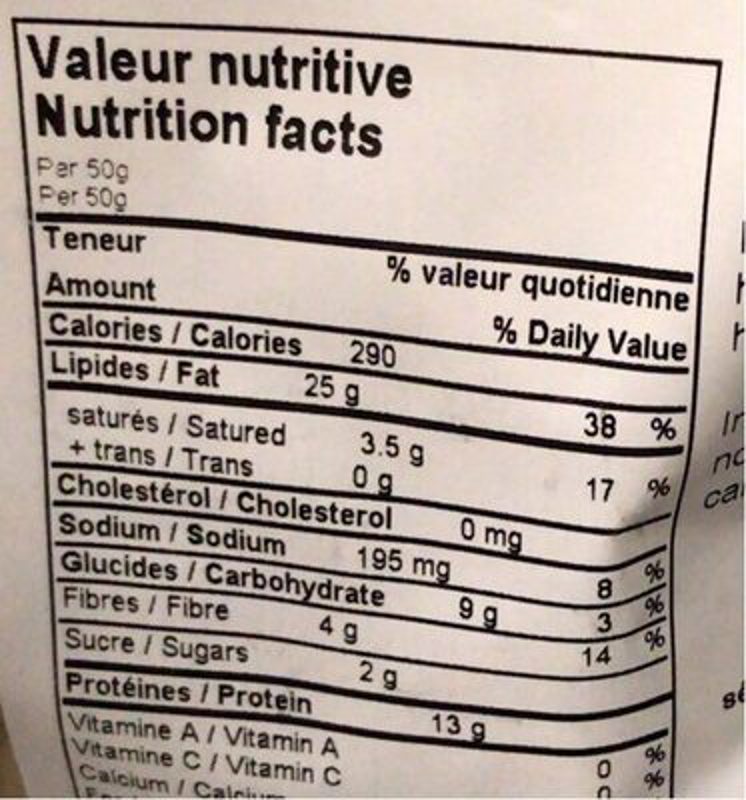 Valeur nutritive
Nutrition facts
Par 50g
Per 50g
Teneur % valeur quotidienne
Amount % Daily Value
Calories / Calories 290
Lipides / Fat 25 g 38 %
saturés / Satured 3.5 g
+ trans / Trans 0 g 17 %
Cholestérol / Cholesterol 0 mg
Sodium / Sodium 195 mg 8 %
Glucides / Carbohydrate 9 g 3 %
Fibres / Fibre 4 g 14 %
Sucre / Sugars 2 g
Protéines / Protein 13 g
Vitamine A / Vitamin A 0 %
Vitamine C / Vitamin C 0 %
Calcium / Calcium